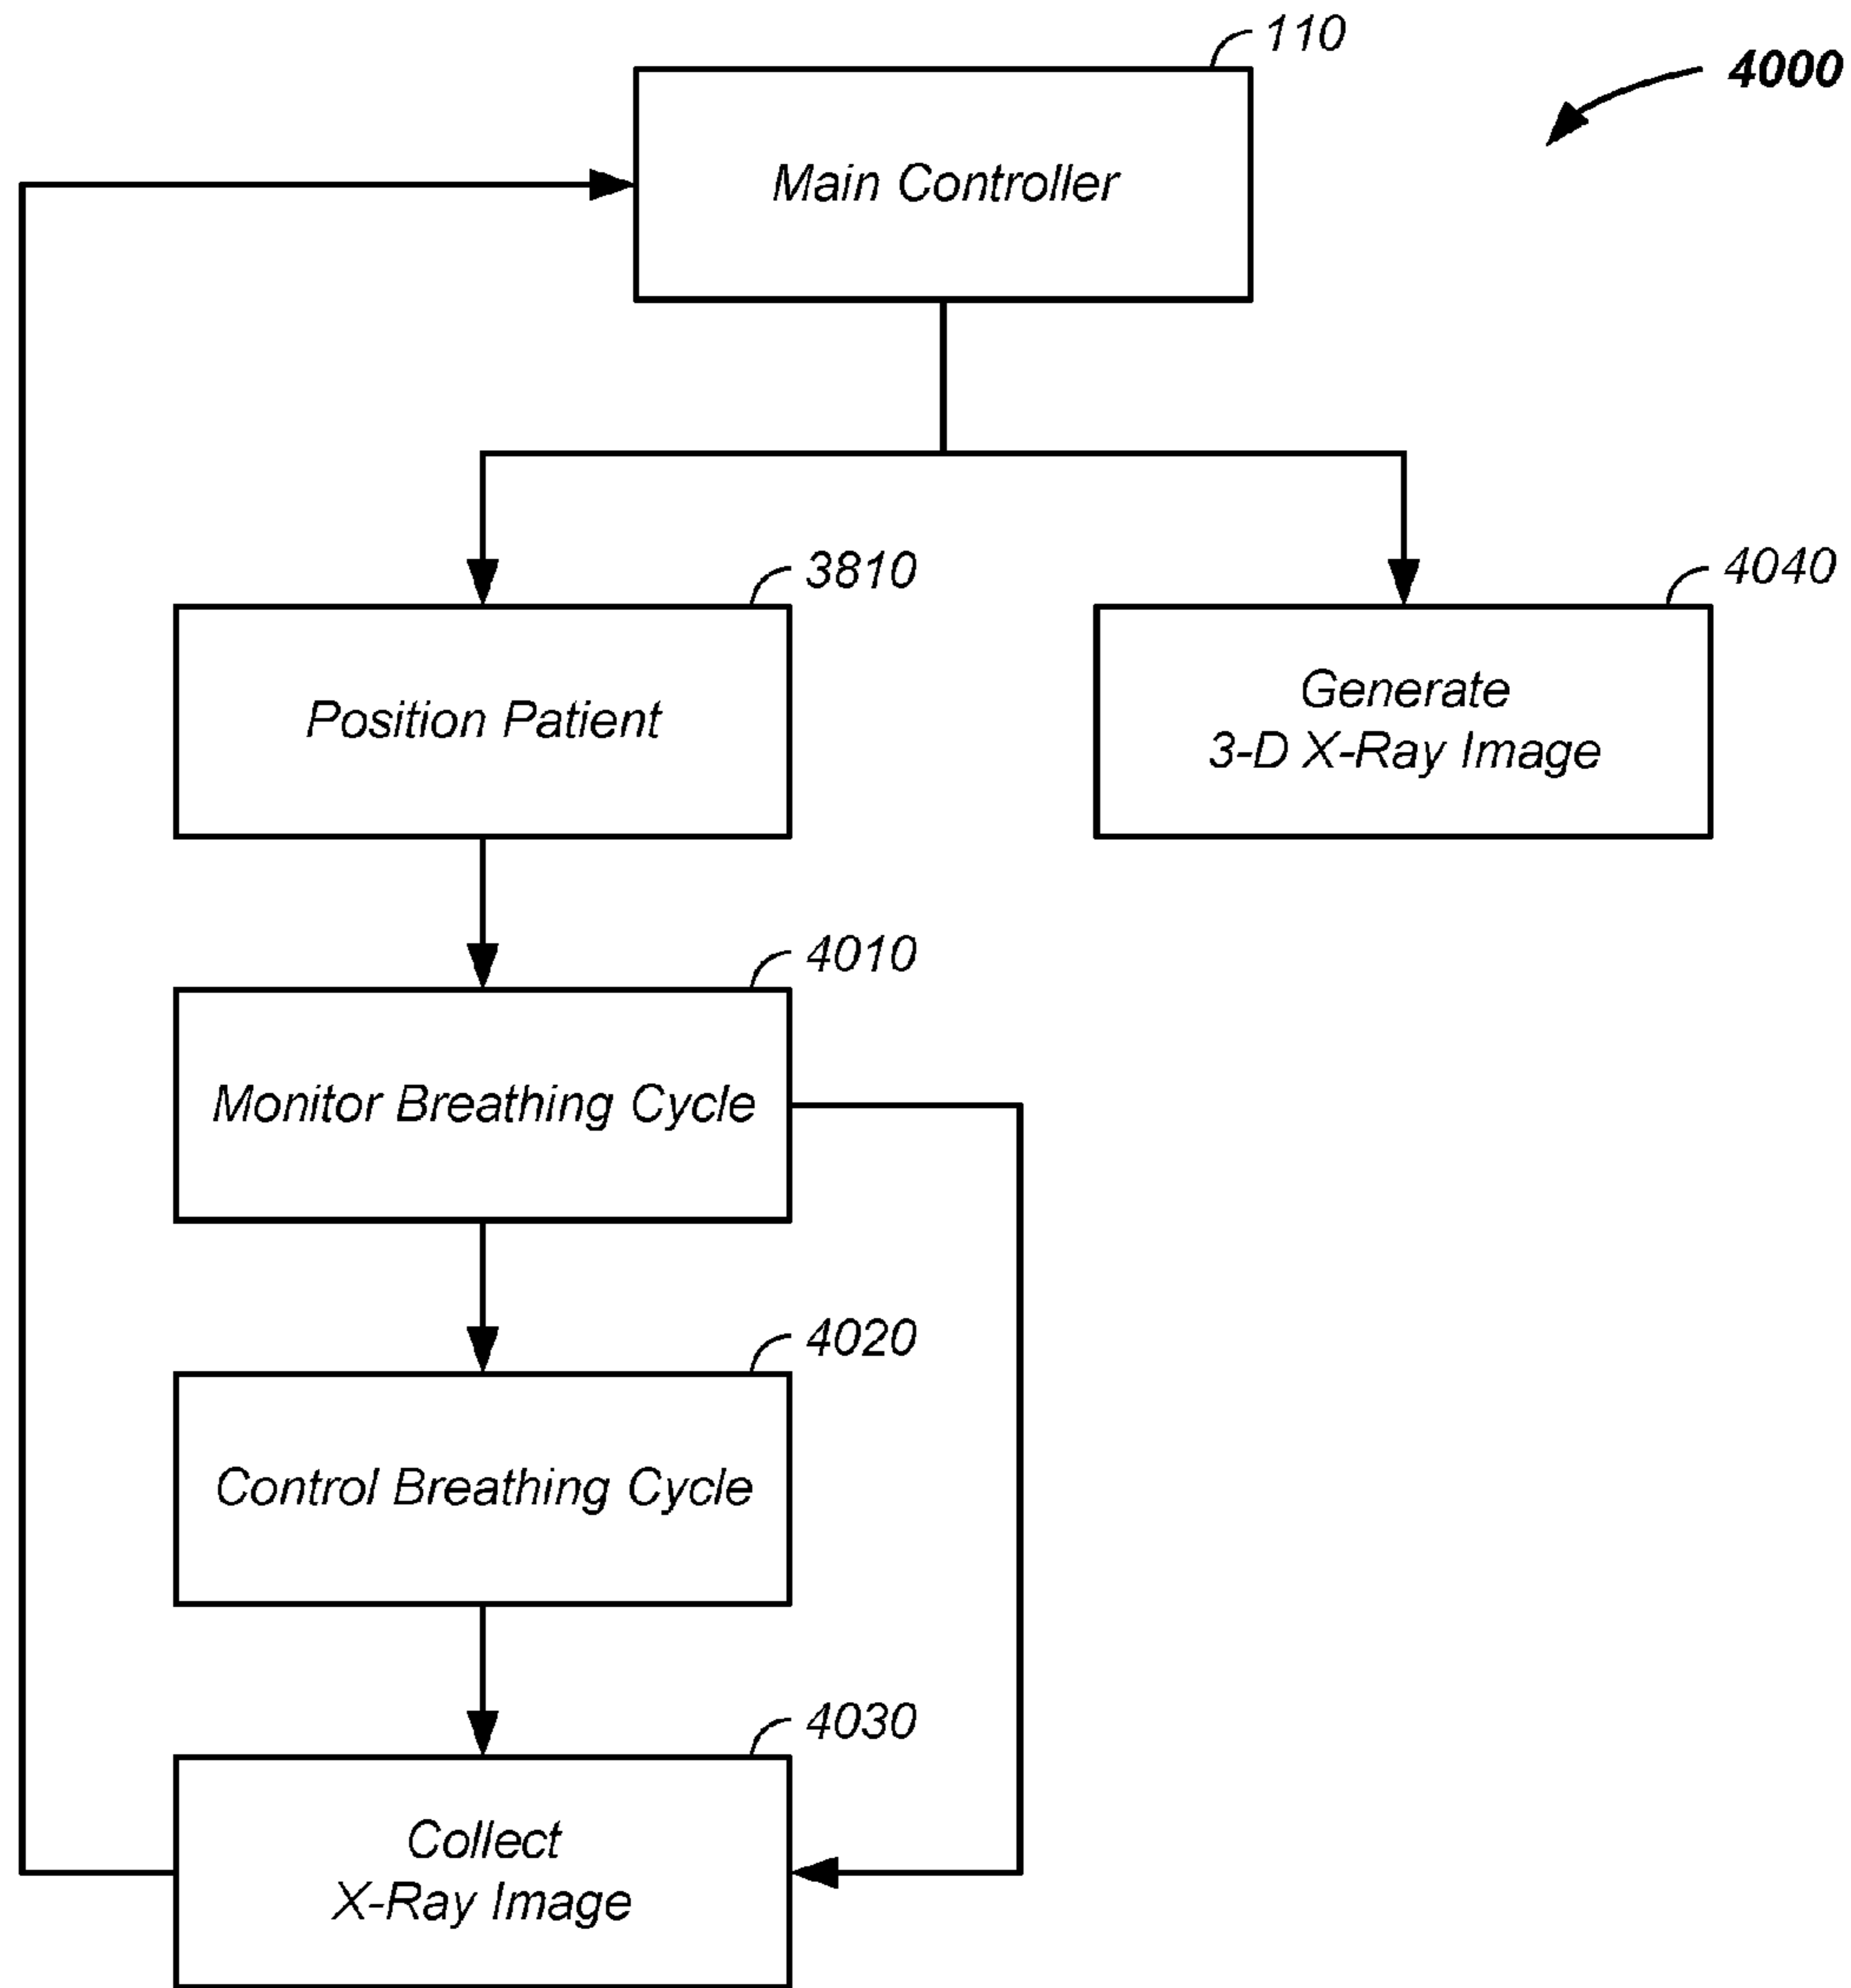 110
4000
Main Controller
3810
4040
Position Patient
Generate
3-D X-Ray Image
4010
Monitor Breathing Cycle
4020
Control Breathing Cycle
4030
Collect
X-Ray Image